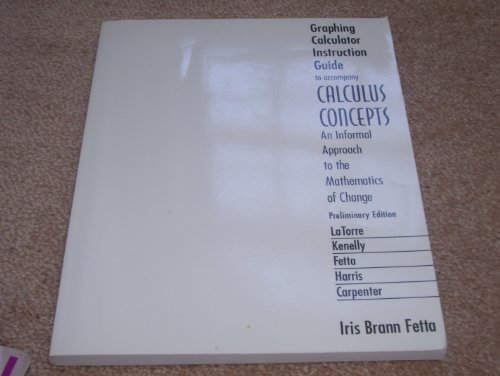 Graphing
Calculator
Instruction
Guide
to accompany
CALCULUS
CONCEPTS
An Informal
Approach
to the
Mathematics
of Change
Preliminary Edition
LaTorre
Kenelly
Fetta
Harris
Carpenter
Iris Brann Fetta